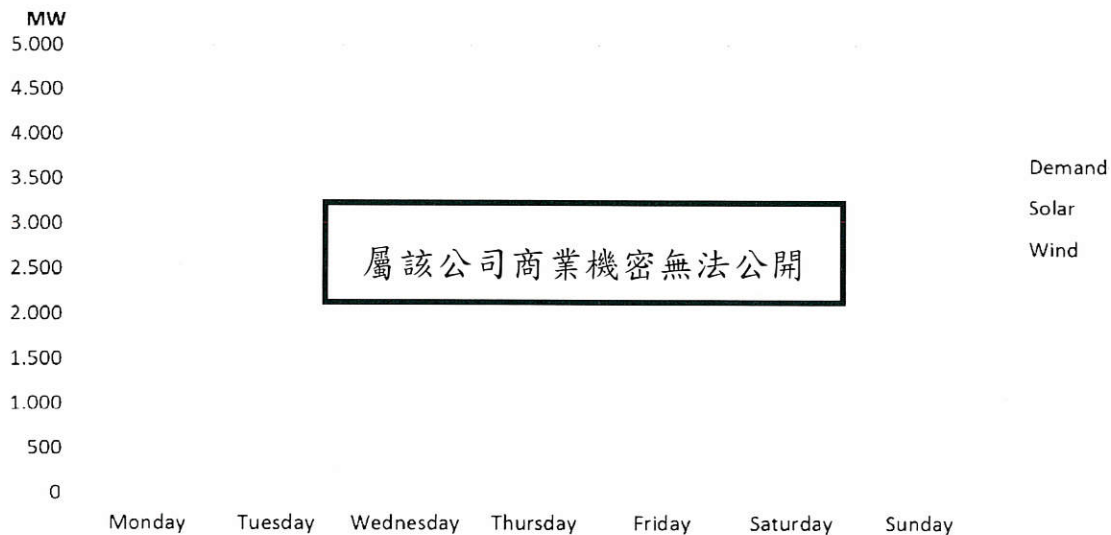 MW
5.000
4.500
4.000
3.500
3.000
2.500
2.000
1.500
1.000
500
0
屬該公司商業機密無法公開
Monday Tuesday Wednesday Thursday Friday Saturday Sunday
Demand
Solar
Wind